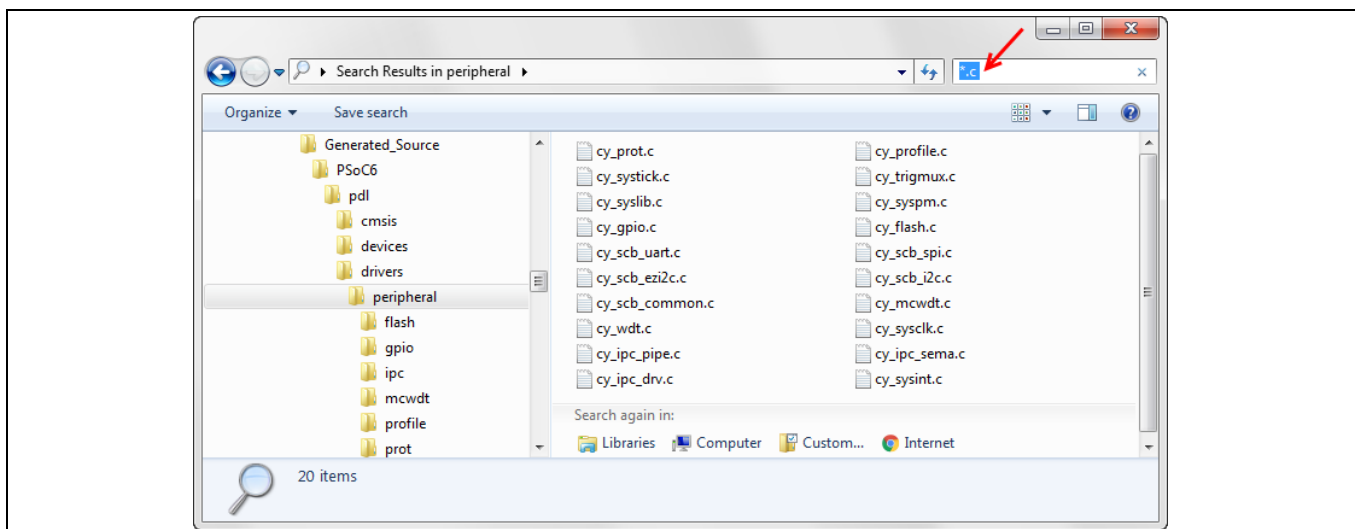 Search Results in peripheral
*.c
Organize
Save search
Generated_Source
PSoC6
pdl
cmsis
devices
drivers
peripheral
flash
gpio
ipc
mcwdt
profile
prot
cy_prot.c
cy_systick.c
cy_syslib.c
cy_gpio.c
cy_scb_uart.c
cy_scb_ezi2c.c
cy_scb_common.c
cy_wdt.c
cy_ipc_pipe.c
cy_ipc_drv.c
cy_profile.c
cy_trigmux.c
cy_syspm.c
cy_flash.c
cy_scb_spi.c
cy_scb_i2c.c
cy_mcwdt.c
cy_sysclk.c
cy_ipc_sema.c
cy_sysint.c
Search again in:
Libraries Computer Custom... Internet
20 items